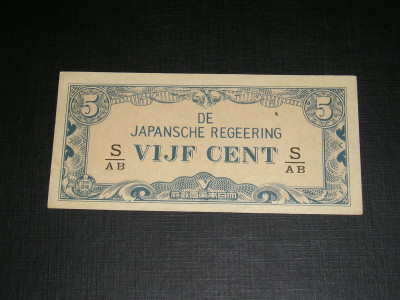 5 5
DE
JAPANSCHE REGEERING
S/AB VIJF CENT S/AB